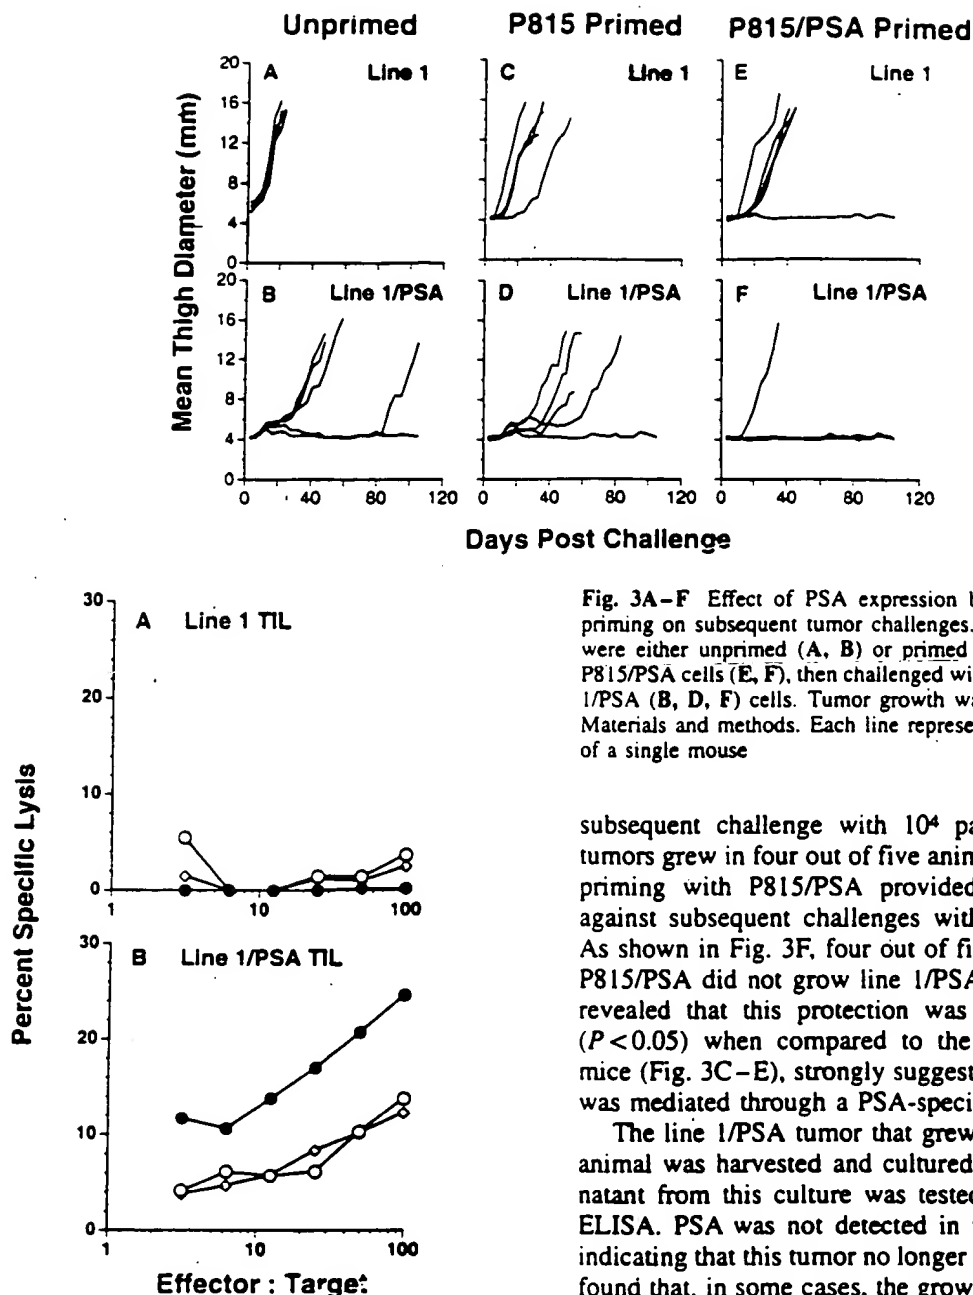 Unprimed P815 Primed P815/PSA Primed
A Line 1 C Line 1 E Line 1
20
16
12
8
4
0
B Line 1/PSA D Line 1/PSA F Line 1/PSA
20
16
12
8
4
0
Mean Thigh Diameter (mm)
0 40 80 120 0 40 80 120 0 40 80 120
Days Post Challenge
A Line 1 TIL
30
20
10
0
1 10 100
B Line 1/PSA TIL
30
20
10
0
1 10 100
Percent Specific Lysis
Effector : Target
Fig. 3A–F Effect of PSA expression
priming on subsequent tumor challenges.
were either unprimed (A, B) or primed
P815/PSA cells (E, F), then challenged wi
1/PSA (B, D, F) cells. Tumor growth wa
Materials and methods. Each line represe
of a single mouse
subsequent challenge with 10⁴ pa
tumors grew in four out of five anim
priming with P815/PSA provided
against subsequent challenges with
As shown in Fig. 3F, four out of fi
P815/PSA did not grow line 1/PSA
revealed that this protection was
(P<0.05) when compared to the
mice (Fig. 3C–E), strongly suggest
was mediated through a PSA-speci
The line 1/PSA tumor that grew
animal was harvested and cultured
natant from this culture was tested
ELISA. PSA was not detected in
indicating that this tumor no longer
found that, in some cases, the grow